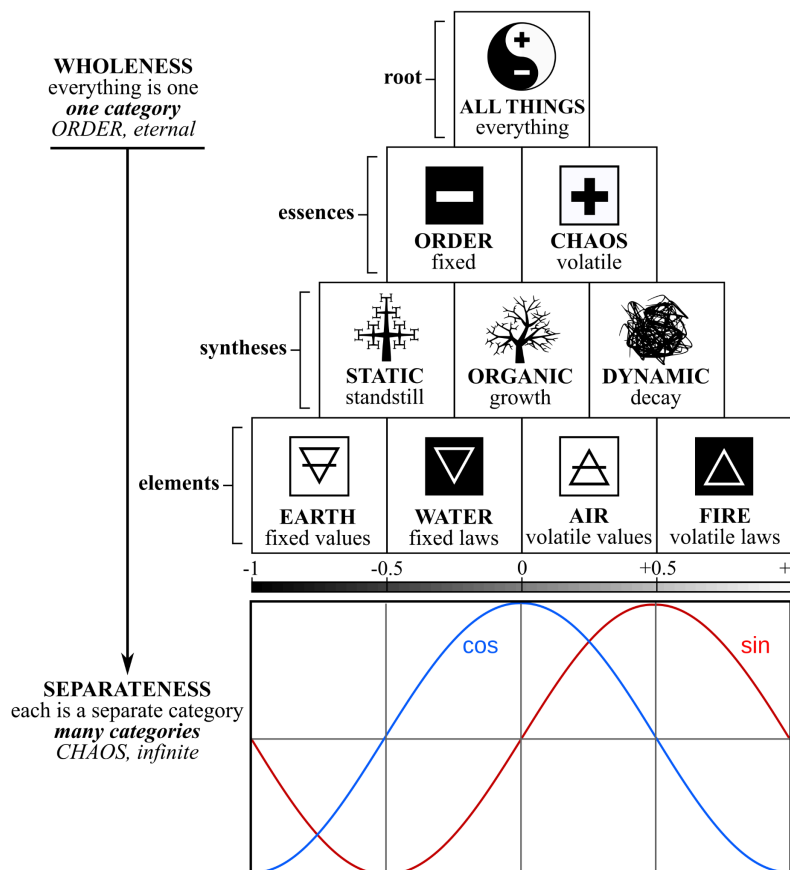 WHOLENESS
everything is one
one category
ORDER, eternal
root
+
−
ALL THINGS
everything
essences
−
+
ORDER
fixed
CHAOS
volatile
syntheses
STATIC
standstill
ORGANIC
growth
DYNAMIC
decay
elements
EARTH
fixed values
WATER
fixed laws
AIR
volatile values
FIRE
volatile laws
-1 -0.5 0 +0.5 +
cos
sin
SEPARATENESS
each is a separate category
many categories
CHAOS, infinite